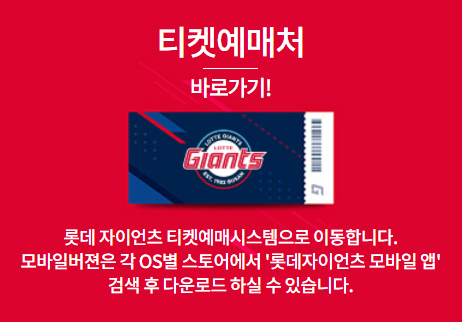 티켓예매처
바로가기!
LOTTE GIANTS
LOTTE
Giants
EST. 1982 BUSAN
G
롯데 자이언츠 티켓예매시스템으로 이동합니다.
모바일버젼은 각 OS별 스토어에서 '롯데자이언츠 모바일 앱'
검색 후 다운로드 하실 수 있습니다.